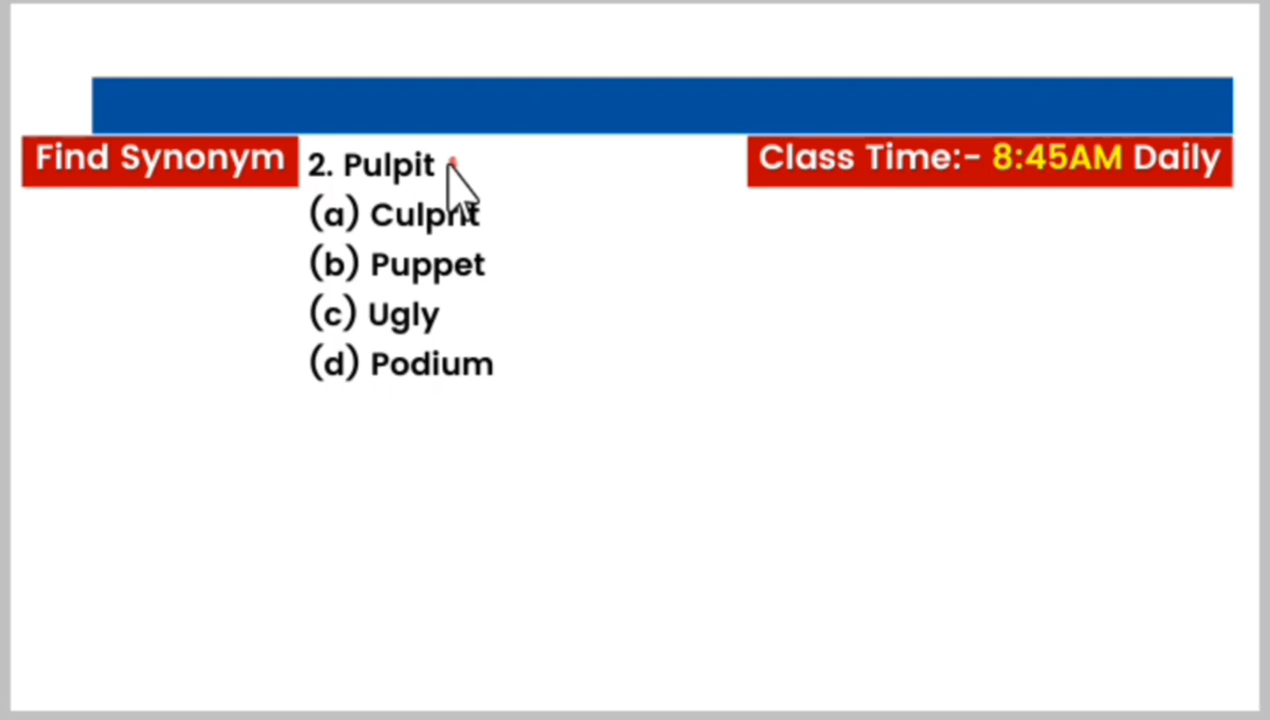 Find Synonym
2. Pulpit
Class Time:- 8:45AM Daily
(a) Culprit
(b) Puppet
(c) Ugly
(d) Podium